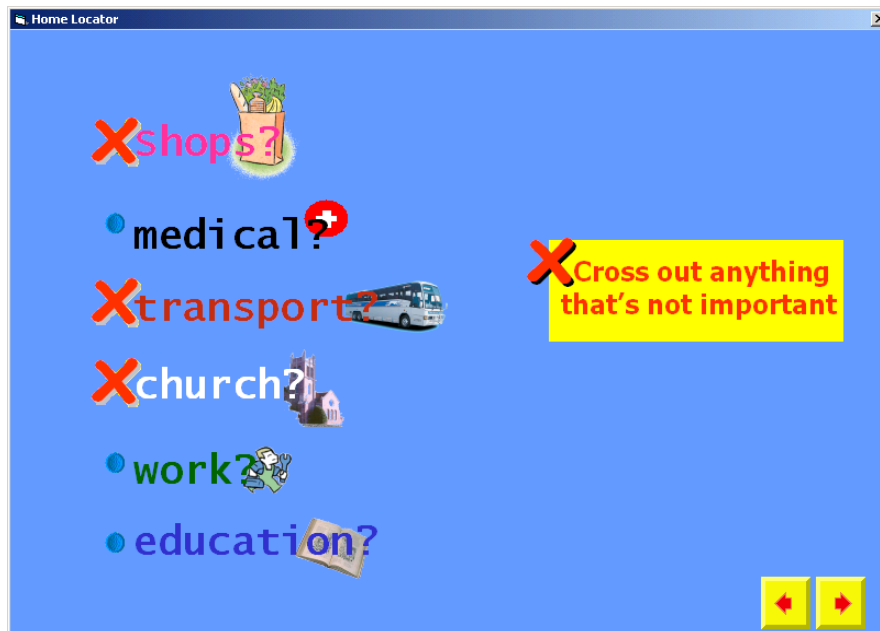 Home Locator
Shops?
medical?
transport?
church?
work?
education?
Cross out anything
that's not important